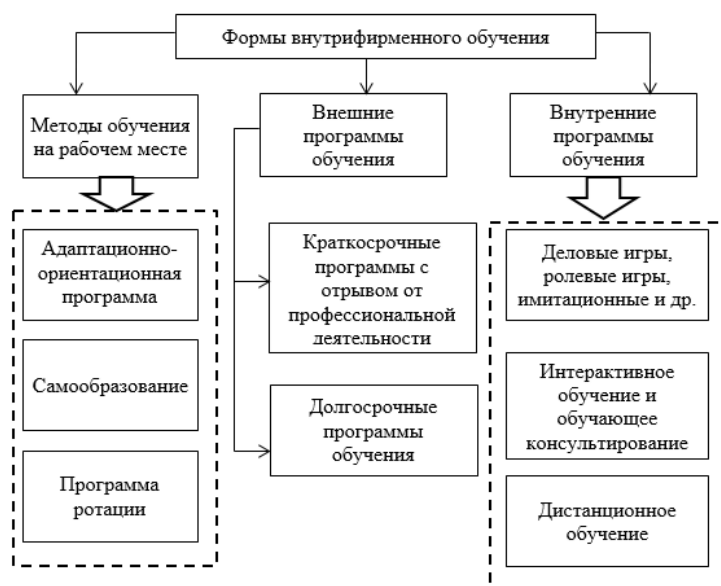 Формы внутрифирменного обучения
Методы обучения
на рабочем месте
Внешние
программы
обучения
Внутренние
программы
обучения
Адаптационно-
ориентационная
программа
Самообразование
Программа
ротации
Краткосрочные
программы с
отрывом от
профессиональной
деятельности
Долгосрочные
программы
обучения
Деловые игры,
ролевые игры,
имитационные и др.
Интерактивное
обучение и
обучающее
консультирование
Дистанционное
обучение